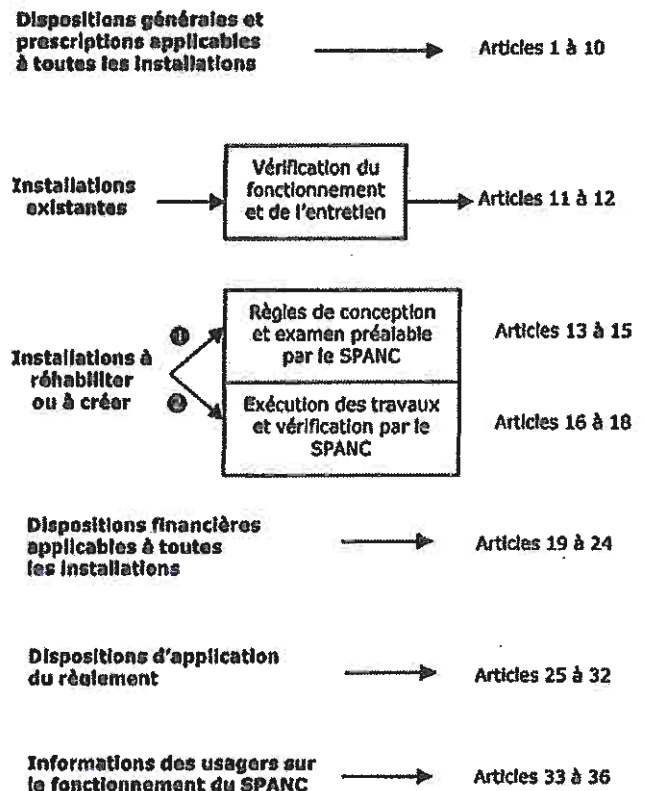 Dispositions générales et
prescriptions applicables
à toutes les installations
Articles 1 à 10
Installations
existantes
Vérification du
fonctionnement
et de l'entretien
Articles 11 à 12
Installations à
réhabiliter
ou à créer
1
2
Règles de conception
et examen préalable
par le SPANC
Articles 13 à 15
Exécution des travaux
et vérification par le
SPANC
Articles 16 à 18
Dispositions financières
applicables à toutes
les installations
Articles 19 à 24
Dispositions d'application
du règlement
Articles 25 à 32
Informations des usagers sur
le fonctionnement du SPANC
Articles 33 à 36